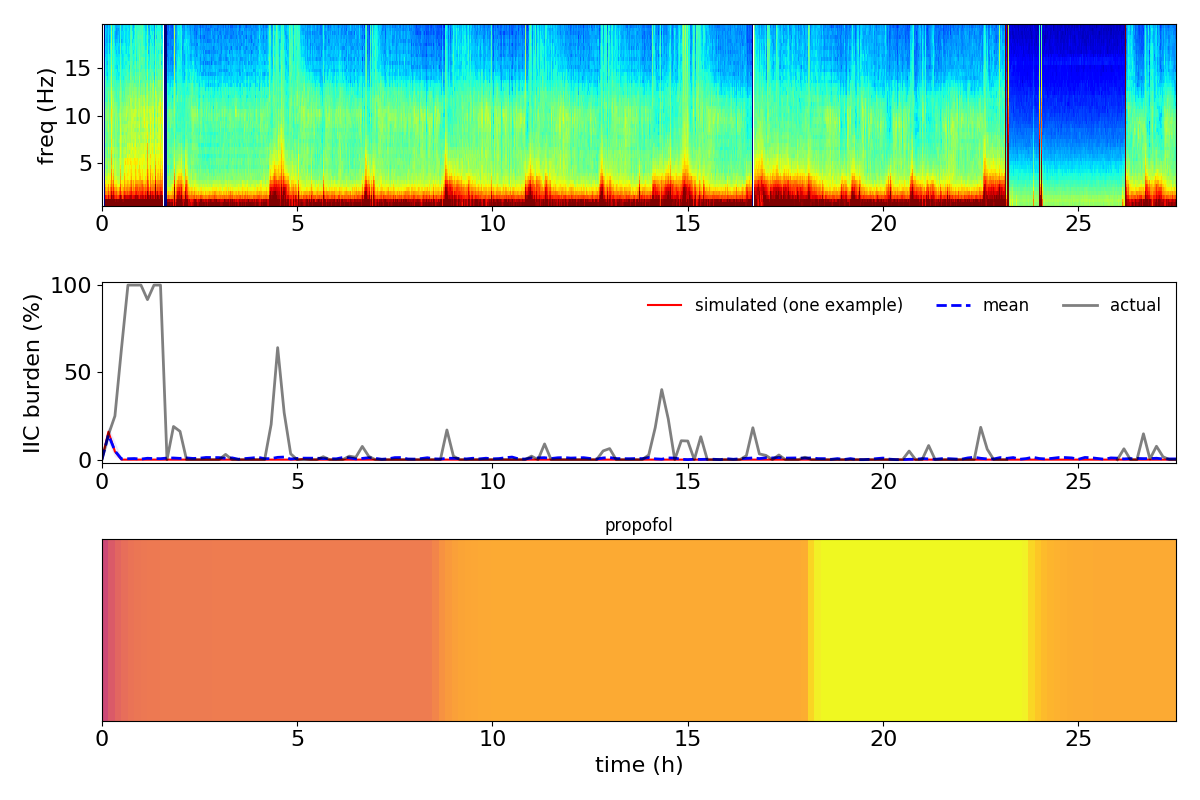 freq (Hz)
15
10
5
0 5 10 15 20 25
IIC burden (%)
100
50
0
simulated (one example) mean actual
0 5 10 15 20 25
propofol
0 5 10 15 20 25
time (h)